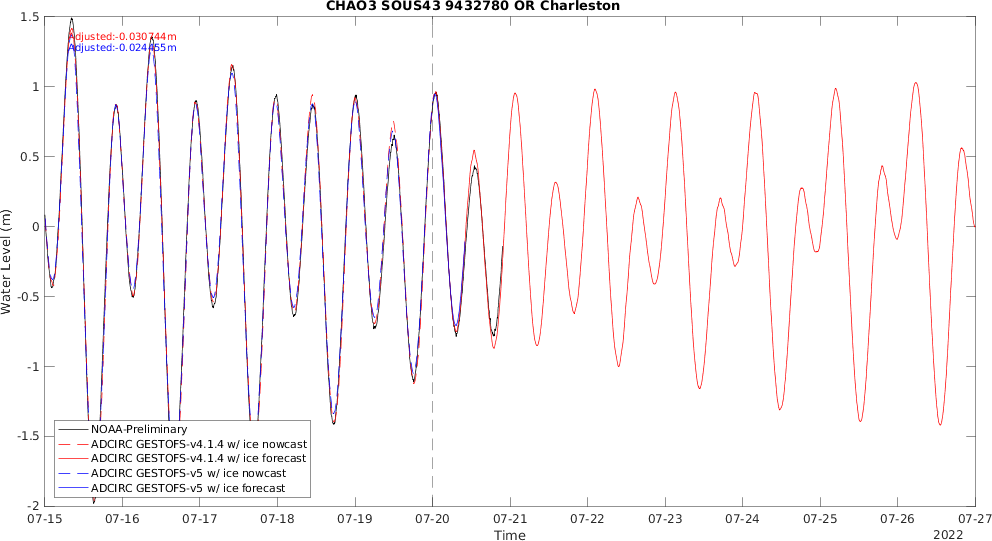 CHAO3 SOUS43 9432780 OR Charleston
1.5
Adjusted:-0.030744m
Adjusted:-0.024455m
1
0.5
0
-0.5
-1
-1.5
-2
Water Level (m)
NOAA-Preliminary
ADCIRC GESTOFS-v4.1.4 w/ ice nowcast
ADCIRC GESTOFS-v4.1.4 w/ ice forecast
ADCIRC GESTOFS-v5 w/ ice nowcast
ADCIRC GESTOFS-v5 w/ ice forecast
07-15 07-16 07-17 07-18 07-19 07-20 07-21 07-22 07-23 07-24 07-25 07-26 07-27
Time
2022